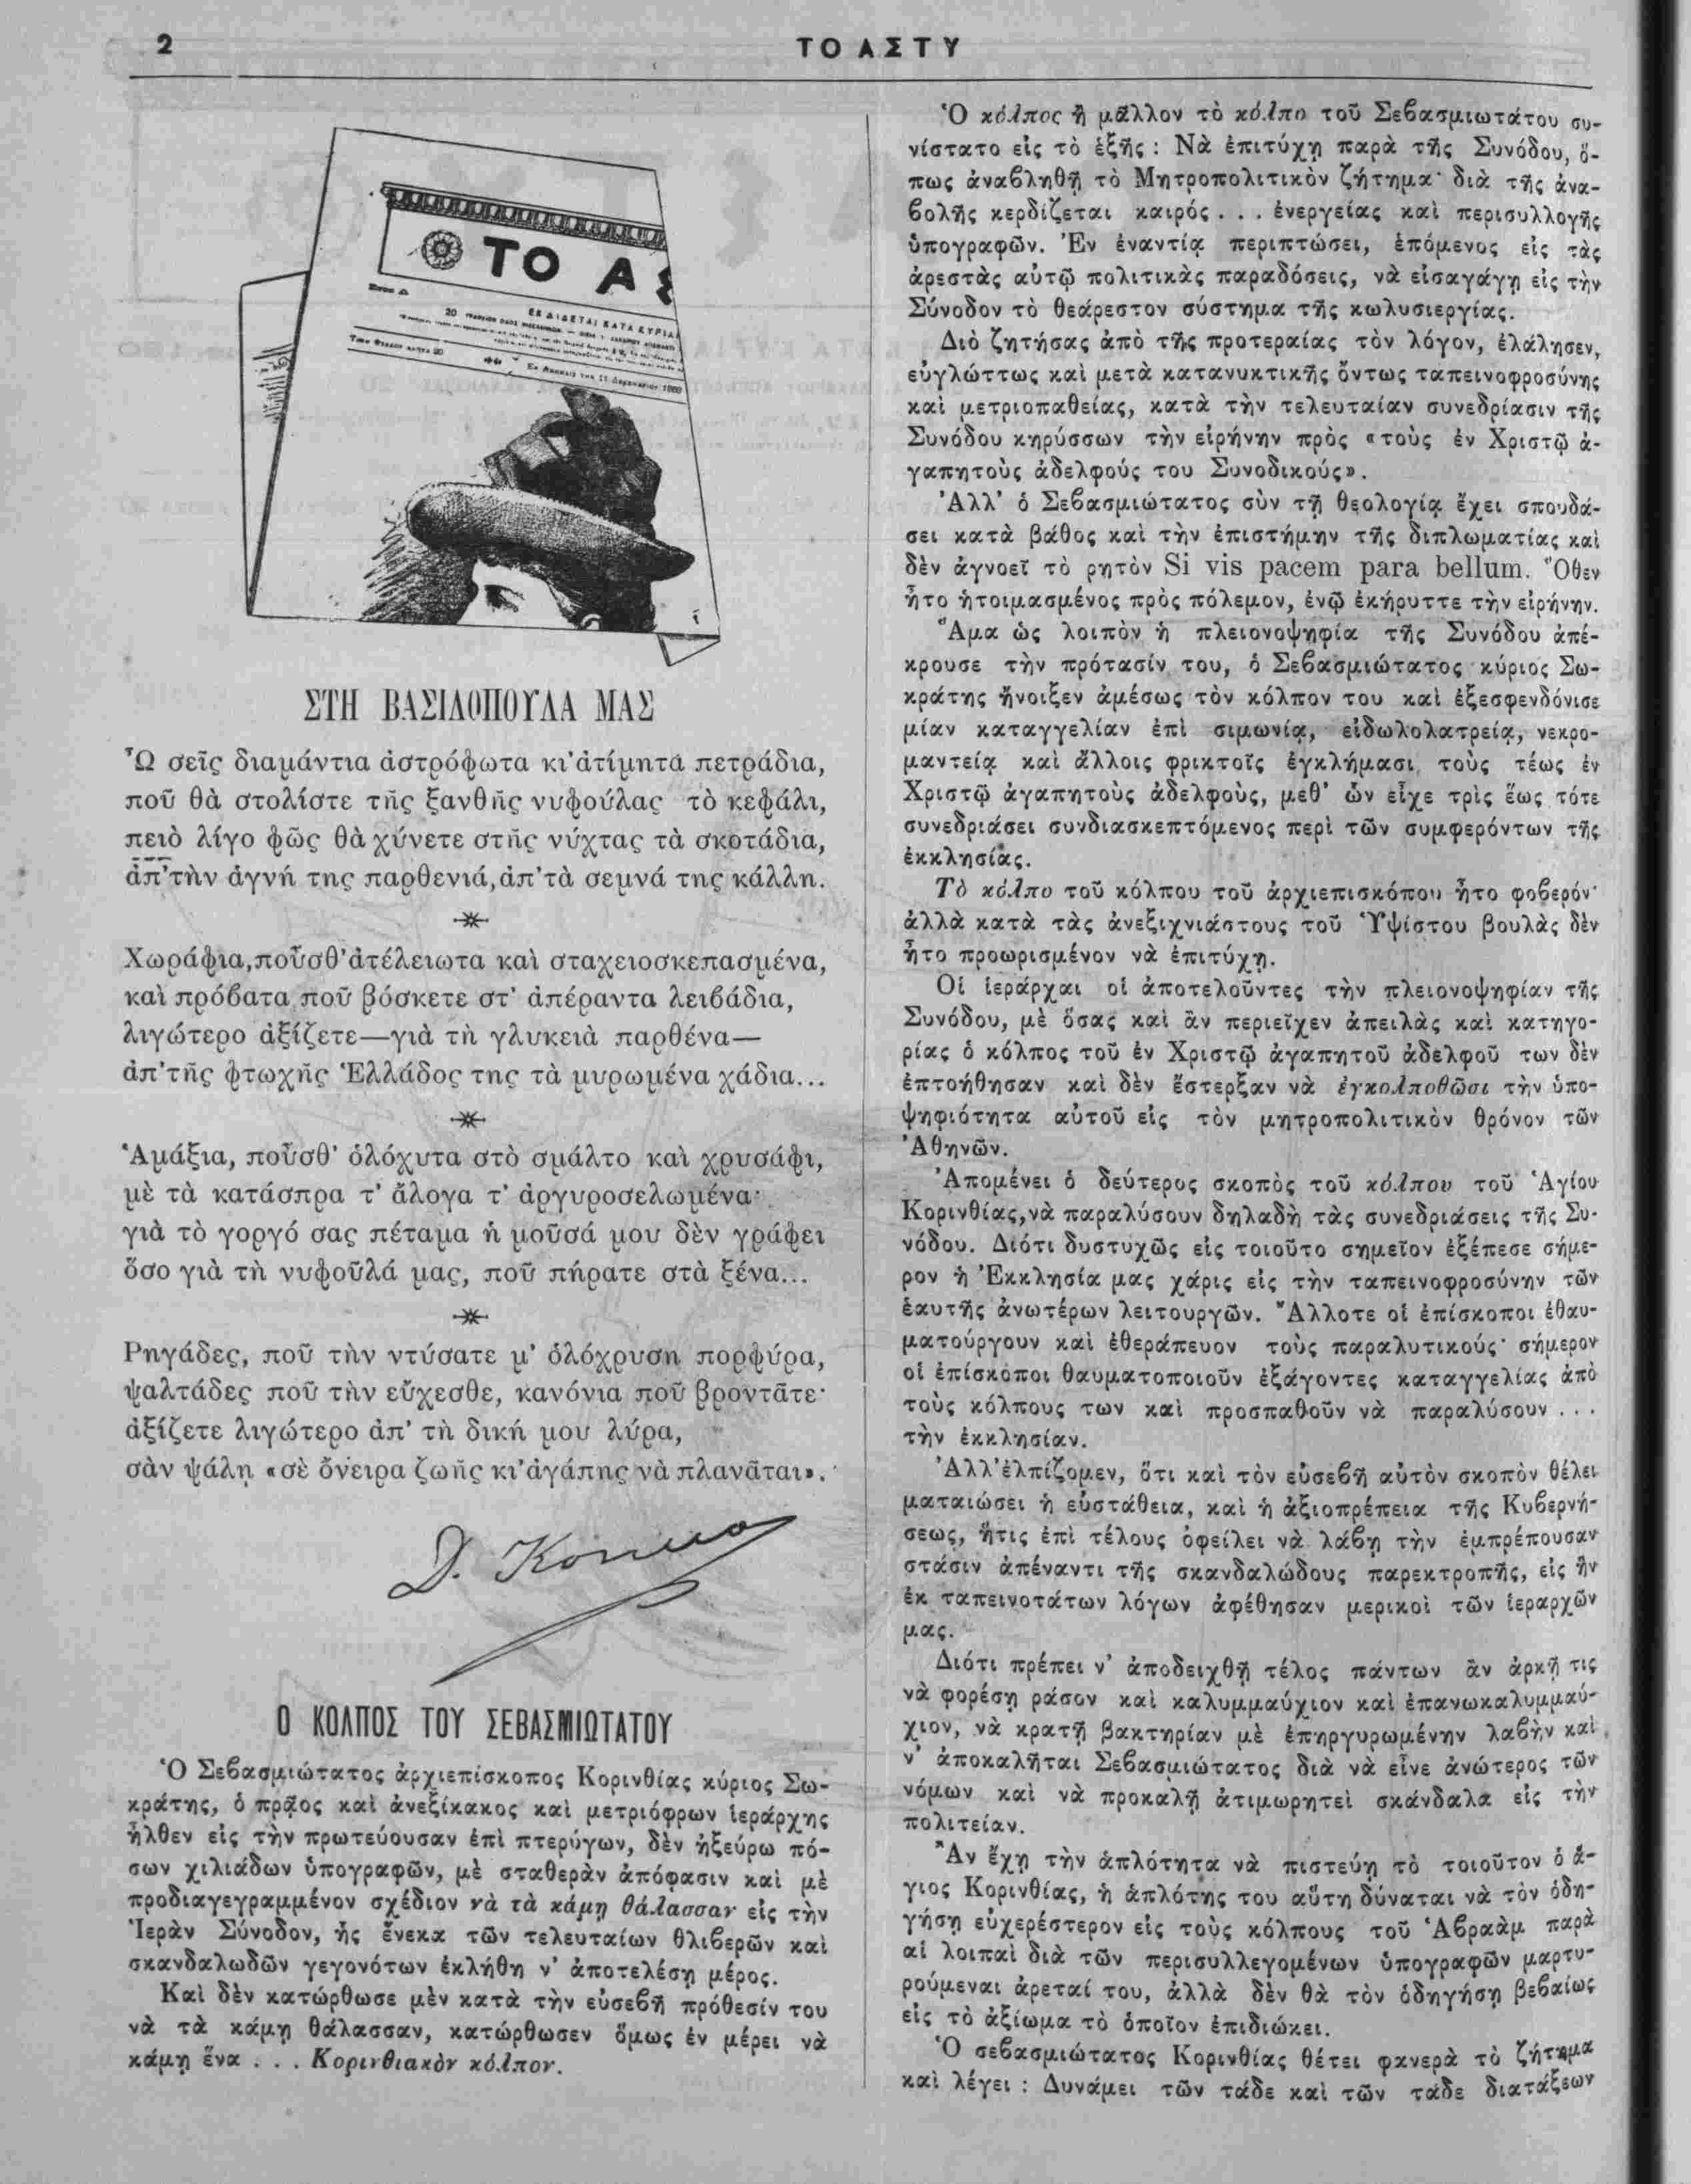 2
ΤΟ ΑΣΤΥ
ΤΟ ΑΣ
ΕΚΔΙΔΕΤΑΙ ΚΑΤΑ ΚΥΡΙΑ
ΣΤΗ ΒΑΣΙΛΟΠΟΥΛΑ ΜΑΣ
Ὦ σεῖς διαμάντια ἀστρόφωτα κι' ἀτίμητα πετράδια,
ποῦ θὰ στολίστε τῆς ξανθῆς νυφούλας τὸ κεφάλι,
πειὸ λίγο φῶς θὰ χύνετε στῆς νύχτας τὰ σκοτάδια,
ἀπ' τὴν ἁγνή της παρθενιά, ἀπ' τὰ σεμνά της κάλλη.
Χωράφια, ποὖσθ' ἀτέλειωτα καὶ σταχειοσκεπασμένα,
καὶ πρόβατα ποῦ βόσκετε στ' ἀπέραντα λειβάδια,
λιγώτερο ἀξίζετε—γιὰ τὴ γλυκειὰ παρθένα—
ἀπ' τῆς φτωχῆς Ἑλλάδος της τὰ μυρωμένα χάδια...
Ἁμάξια, ποὖσθ' ὁλόχυτα στὸ σμάλτο καὶ χρυσάφι,
μὲ τὰ κατάσπρα τ' ἄλογα τ' ἀργυροσελωμένα·
γιὰ τὸ γοργό σας πέταμα ἡ μοῦσά μου δὲν γράφει
ὅσο γιὰ τὴ νυφοῦλά μας, ποῦ πήρατε στὰ ξένα...
Ρηγάδες, ποῦ τὴν ντύσατε μ' ὁλόχρυση πορφύρα,
ψαλτάδες ποῦ τὴν εὔχεσθε, κανόνια ποῦ βροντᾶτε·
ἀξίζετε λιγώτερο ἀπ' τὴ δική μου λύρα,
σὰν ψάλῃ «σὲ ὄνειρα ζωῆς κι' ἀγάπης νὰ πλανᾶται».
Ο ΚΟΛΠΟΣ ΤΟΥ ΣΕΒΑΣΜΙΩΤΑΤΟΥ
Ὁ Σεβασμιώτατος ἀρχιεπίσκοπος Κορινθίας κύριος Σω-
κράτης, ὁ πρᾷος καὶ ἀνεξίκακος καὶ μετριόφρων ἱεράρχης
ἦλθεν εἰς τὴν πρωτεύουσαν ἐπὶ πτερύγων, δὲν ἠξεύρω πό-
σων χιλιάδων ὑπογραφῶν, μὲ σταθερὰν ἀπόφασιν καὶ μὲ
προδιαγεγραμμένον σχέδιον νὰ τὰ κάμῃ θάλασσαν εἰς τὴν
Ἱερὰν Σύνοδον, ἧς ἕνεκα τῶν τελευταίων θλιβερῶν καὶ
σκανδαλωδῶν γεγονότων ἐκλήθη ν' ἀποτελέσῃ μέρος.
Καὶ δὲν κατώρθωσε μὲν κατὰ τὴν εὐσεβῆ πρόθεσίν του
νὰ τὰ κάμῃ θάλασσαν, κατώρθωσεν ὅμως ἐν μέρει νὰ
κάμῃ ἕνα . . . Κορινθιακὸν κόλπον.
Ὁ κόλπος ἢ μᾶλλον τὸ κόλπο τοῦ Σεβασμιωτάτου συ-
νίστατο εἰς τὸ ἑξῆς : Νὰ ἐπιτύχῃ παρὰ τῆς Συνόδου, ὅ-
πως ἀναβληθῇ τὸ Μητροπολιτικὸν ζήτημα· διὰ τῆς ἀνα-
βολῆς κερδίζεται καιρός . . . ἐνεργείας καὶ περισυλλογῆς
ὑπογραφῶν. Ἐν ἐναντίᾳ περιπτώσει, ἑπόμενος εἰς τὰς
ἀρεστὰς αὐτῷ πολιτικὰς παραδόσεις, νὰ εἰσαγάγῃ εἰς τὴν
Σύνοδον τὸ θεάρεστον σύστημα τῆς κωλυσιεργίας.
Διὸ ζητήσας ἀπὸ τῆς προτεραίας τὸν λόγον, ἐλάλησεν,
εὐγλώττως καὶ μετὰ κατανυκτικῆς ὄντως ταπεινοφροσύνης
καὶ μετριοπαθείας, κατὰ τὴν τελευταίαν συνεδρίασιν τῆς
Συνόδου κηρύσσων τὴν εἰρήνην πρὸς «τοὺς ἐν Χριστῷ ἀ-
γαπητοὺς ἀδελφούς του Συνοδικούς».
Ἀλλ' ὁ Σεβασμιώτατος σὺν τῇ θεολογίᾳ ἔχει σπουδά-
σει κατὰ βάθος καὶ τὴν ἐπιστήμην τῆς διπλωματίας καὶ
δὲν ἀγνοεῖ τὸ ρητὸν Si vis pacem para bellum. Ὅθεν
ἦτο ἡτοιμασμένος πρὸς πόλεμον, ἐνῷ ἐκήρυττε τὴν εἰρήνην.
Ἅμα ὡς λοιπὸν ἡ πλειονοψηφία τῆς Συνόδου ἀπέ-
κρουσε τὴν πρότασίν του, ὁ Σεβασμιώτατος κύριος Σω-
κράτης ἤνοιξεν ἀμέσως τὸν κόλπον του καὶ ἐξεσφενδόνισε
μίαν καταγγελίαν ἐπὶ σιμωνίᾳ, εἰδωλολατρείᾳ, νεκρο-
μαντείᾳ καὶ ἄλλοις φρικτοῖς ἐγκλήμασι, τοὺς τέως ἐν
Χριστῷ ἀγαπητοὺς ἀδελφοὺς, μεθ' ὧν εἶχε τρὶς ἕως τότε
συνεδριάσει συνδιασκεπτόμενος περὶ τῶν συμφερόντων τῆς
ἐκκλησίας.
Τὸ κόλπο τοῦ κόλπου τοῦ ἀρχιεπισκόπου ἦτο φοβερόν·
ἀλλὰ κατὰ τὰς ἀνεξιχνιάστους τοῦ Ὑψίστου βουλὰς δὲν
ἦτο προωρισμένον νὰ ἐπιτύχῃ.
Οἱ ἱεράρχαι οἱ ἀποτελοῦντες τὴν πλειονοψηφίαν τῆς
Συνόδου, μὲ ὅσας καὶ ἂν περιεῖχεν ἀπειλὰς καὶ κατηγο-
ρίας ὁ κόλπος τοῦ ἐν Χριστῷ ἀγαπητοῦ ἀδελφοῦ των δὲν
ἐπτοήθησαν καὶ δὲν ἔστερξαν νὰ ἐγκολποθῶσι τὴν ὑπο-
ψηφιότητα αὐτοῦ εἰς τὸν μητροπολιτικὸν θρόνον τῶν
Ἀθηνῶν.
Ἀπομένει ὁ δεύτερος σκοπὸς τοῦ κόλπου τοῦ Ἁγίου
Κορινθίας, νὰ παραλύσουν δηλαδὴ τὰς συνεδριάσεις τῆς Συ-
νόδου. Διότι δυστυχῶς εἰς τοιοῦτο σημεῖον ἐξέπεσε σήμε-
ρον ἡ Ἐκκλησία μας χάρις εἰς τὴν ταπεινοφροσύνην τῶν
ἑαυτῆς ἀνωτέρων λειτουργῶν. Ἄλλοτε οἱ ἐπίσκοποι ἐθαυ-
ματούργουν καὶ ἐθεράπευον τοὺς παραλυτικούς· σήμερον
οἱ ἐπίσκοποι θαυματοποιοῦν ἐξάγοντες καταγγελίας ἀπὸ
τοὺς κόλπους των καὶ προσπαθοῦν νὰ παραλύσουν . . .
τὴν ἐκκλησίαν.
Ἀλλ' ἐλπίζομεν, ὅτι καὶ τὸν εὐσεβῆ αὐτὸν σκοπὸν θέλει
ματαιώσει ἡ εὐστάθεια, καὶ ἡ ἀξιοπρέπεια τῆς Κυβερνή-
σεως, ἥτις ἐπὶ τέλους ὀφείλει νὰ λάβῃ τὴν ἐμπρέπουσαν
στάσιν ἀπέναντι τῆς σκανδαλώδους παρεκτροπῆς, εἰς ἣν
ἐκ ταπεινοτάτων λόγων ἀφέθησαν μερικοὶ τῶν ἱεραρχῶν
μας.
Διότι πρέπει ν' ἀποδειχθῇ τέλος πάντων ἂν ἀρκῇ τις
νὰ φορέσῃ ράσον καὶ καλυμμαύχιον καὶ ἐπανωκαλυμμαύ-
χιον, νὰ κρατῇ βακτηρίαν μὲ ἐπηργυρωμένην λαβὴν καὶ
ν' ἀποκαλῆται Σεβασμιώτατος διὰ νὰ εἶνε ἀνώτερος τῶν
νόμων καὶ νὰ προκαλῇ ἀτιμωρητεὶ σκάνδαλα εἰς τὴν
πολιτείαν.
Ἂν ἔχῃ τὴν ἁπλότητα νὰ πιστεύῃ τὸ τοιοῦτον ὁ ἅ-
γιος Κορινθίας, ἡ ἁπλότης του αὕτη δύναται νὰ τὸν ὁδη-
γήσῃ εὐχερέστερον εἰς τοὺς κόλπους τοῦ Ἀβραὰμ παρὰ
αἱ λοιπαὶ διὰ τῶν περισυλλεγομένων ὑπογραφῶν μαρτυ-
ρούμεναι ἀρεταί του, ἀλλὰ δὲν θὰ τὸν ὁδηγήσῃ βεβαίως
εἰς τὸ ἀξίωμα τὸ ὁποῖον ἐπιδιώκει.
Ὁ σεβασμιώτατος Κορινθίας θέτει φανερὰ τὸ ζήτημα
καὶ λέγει : Δυνάμει τῶν τάδε καὶ τῶν τάδε διατάξεων